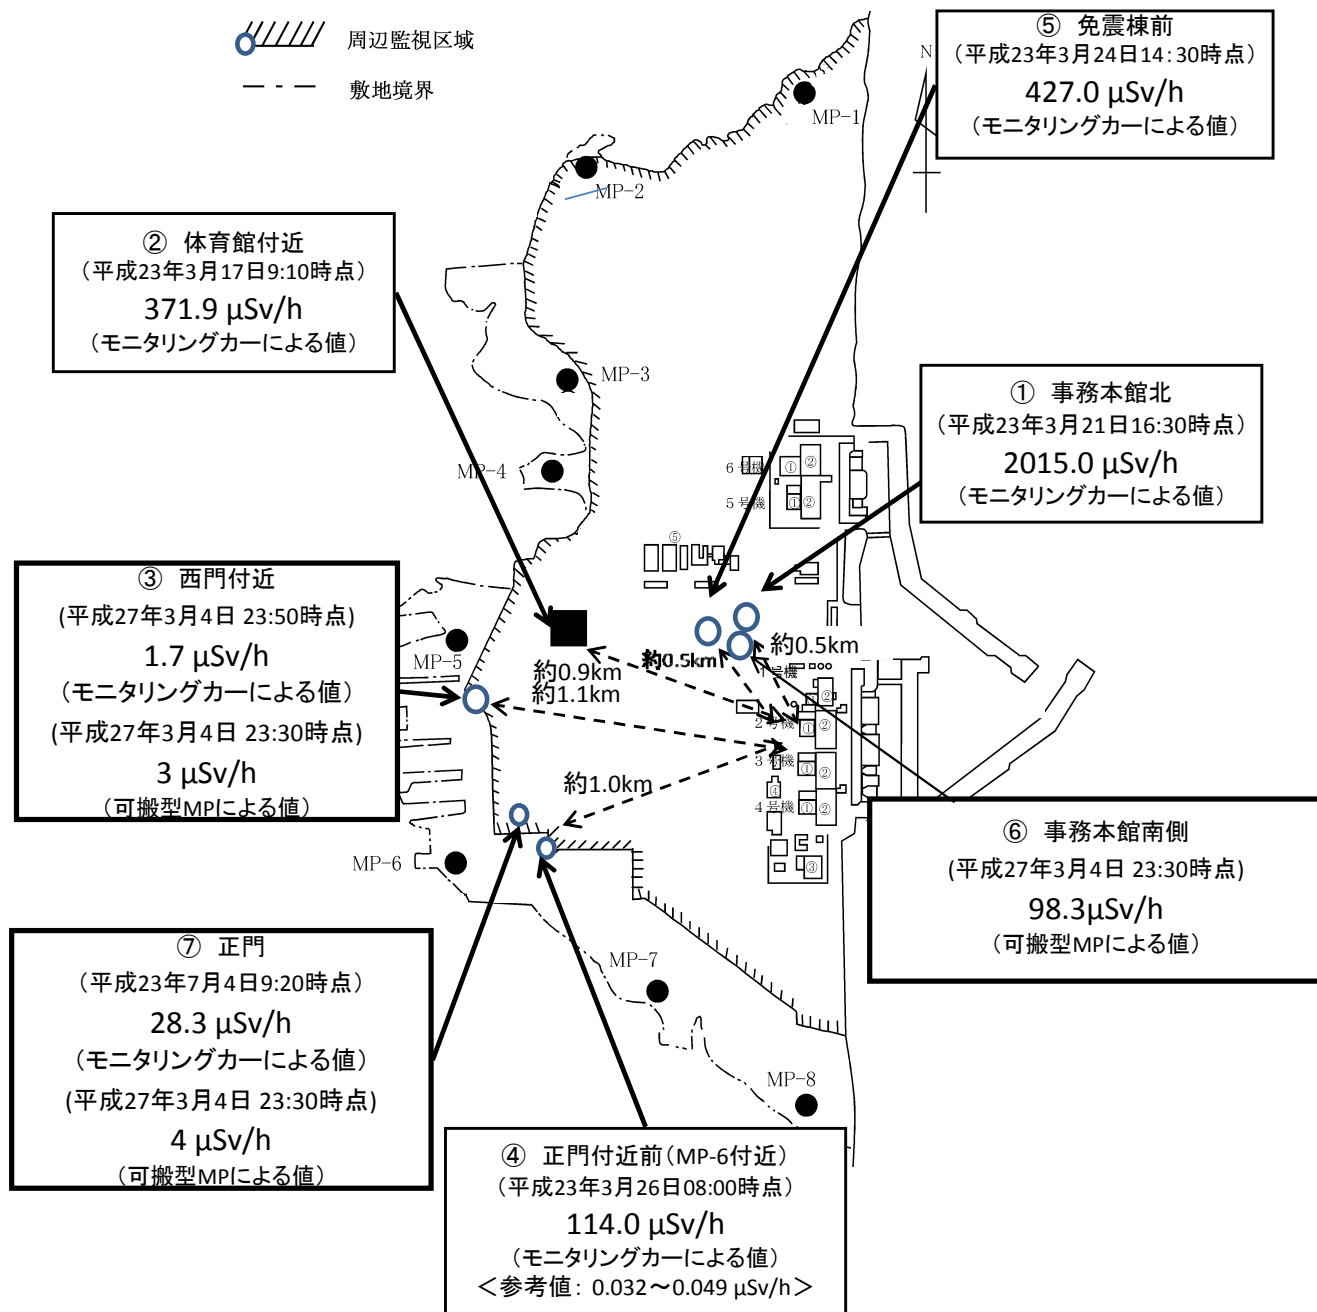 周辺監視区域
敷地境界
⑤ 免震棟前
（平成23年3月24日14:30時点）
427.0 μSv/h
（モニタリングカーによる値）
N
MP-1
MP-2
② 体育館付近
（平成23年3月17日9:10時点）
371.9 μSv/h
（モニタリングカーによる値）
MP-3
① 事務本館北
（平成23年3月21日16:30時点）
2015.0 μSv/h
（モニタリングカーによる値）
MP-4
6号機
①
②
5号機
①
②
⑤
③ 西門付近
(平成27年3月4日 23:50時点)
1.7 μSv/h
（モニタリングカーによる値）
(平成27年3月4日 23:30時点)
3 μSv/h
（可搬型MPによる値）
MP-5
約0.5km
約0.5km
約0.9km
約1.1km
1号機
②
2号機
①
②
3号機
①
②
約1.0km
④
4号機
①
②
③
MP-6
⑥ 事務本館南側
(平成27年3月4日 23:30時点)
98.3μSv/h
（可搬型MPによる値）
⑦ 正門
（平成23年7月4日9:20時点）
28.3 μSv/h
（モニタリングカーによる値）
(平成27年3月4日 23:30時点)
4 μSv/h
（可搬型MPによる値）
MP-7
MP-8
④ 正門付近前（MP-6付近）
（平成23年3月26日08:00時点）
114.0 μSv/h
（モニタリングカーによる値）
＜参考値: 0.032～0.049 μSv/h＞